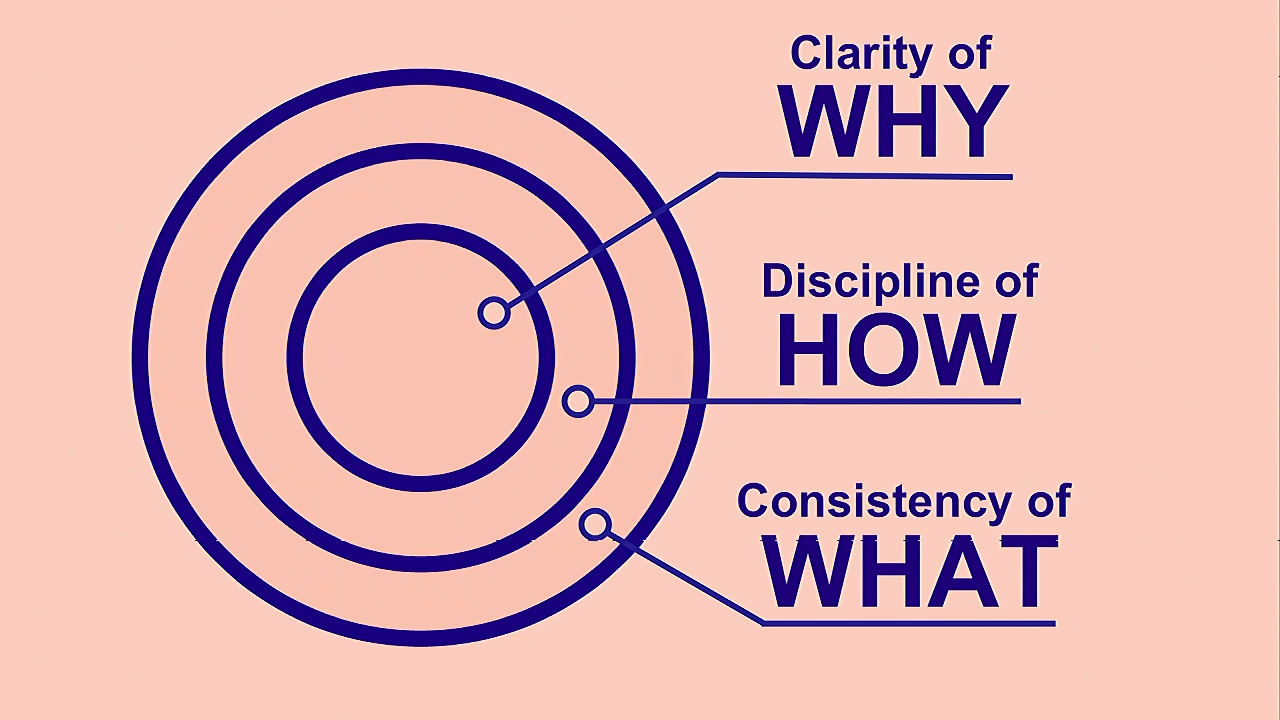 Clarity of
WHY
Discipline of
HOW
Consistency of
WHAT